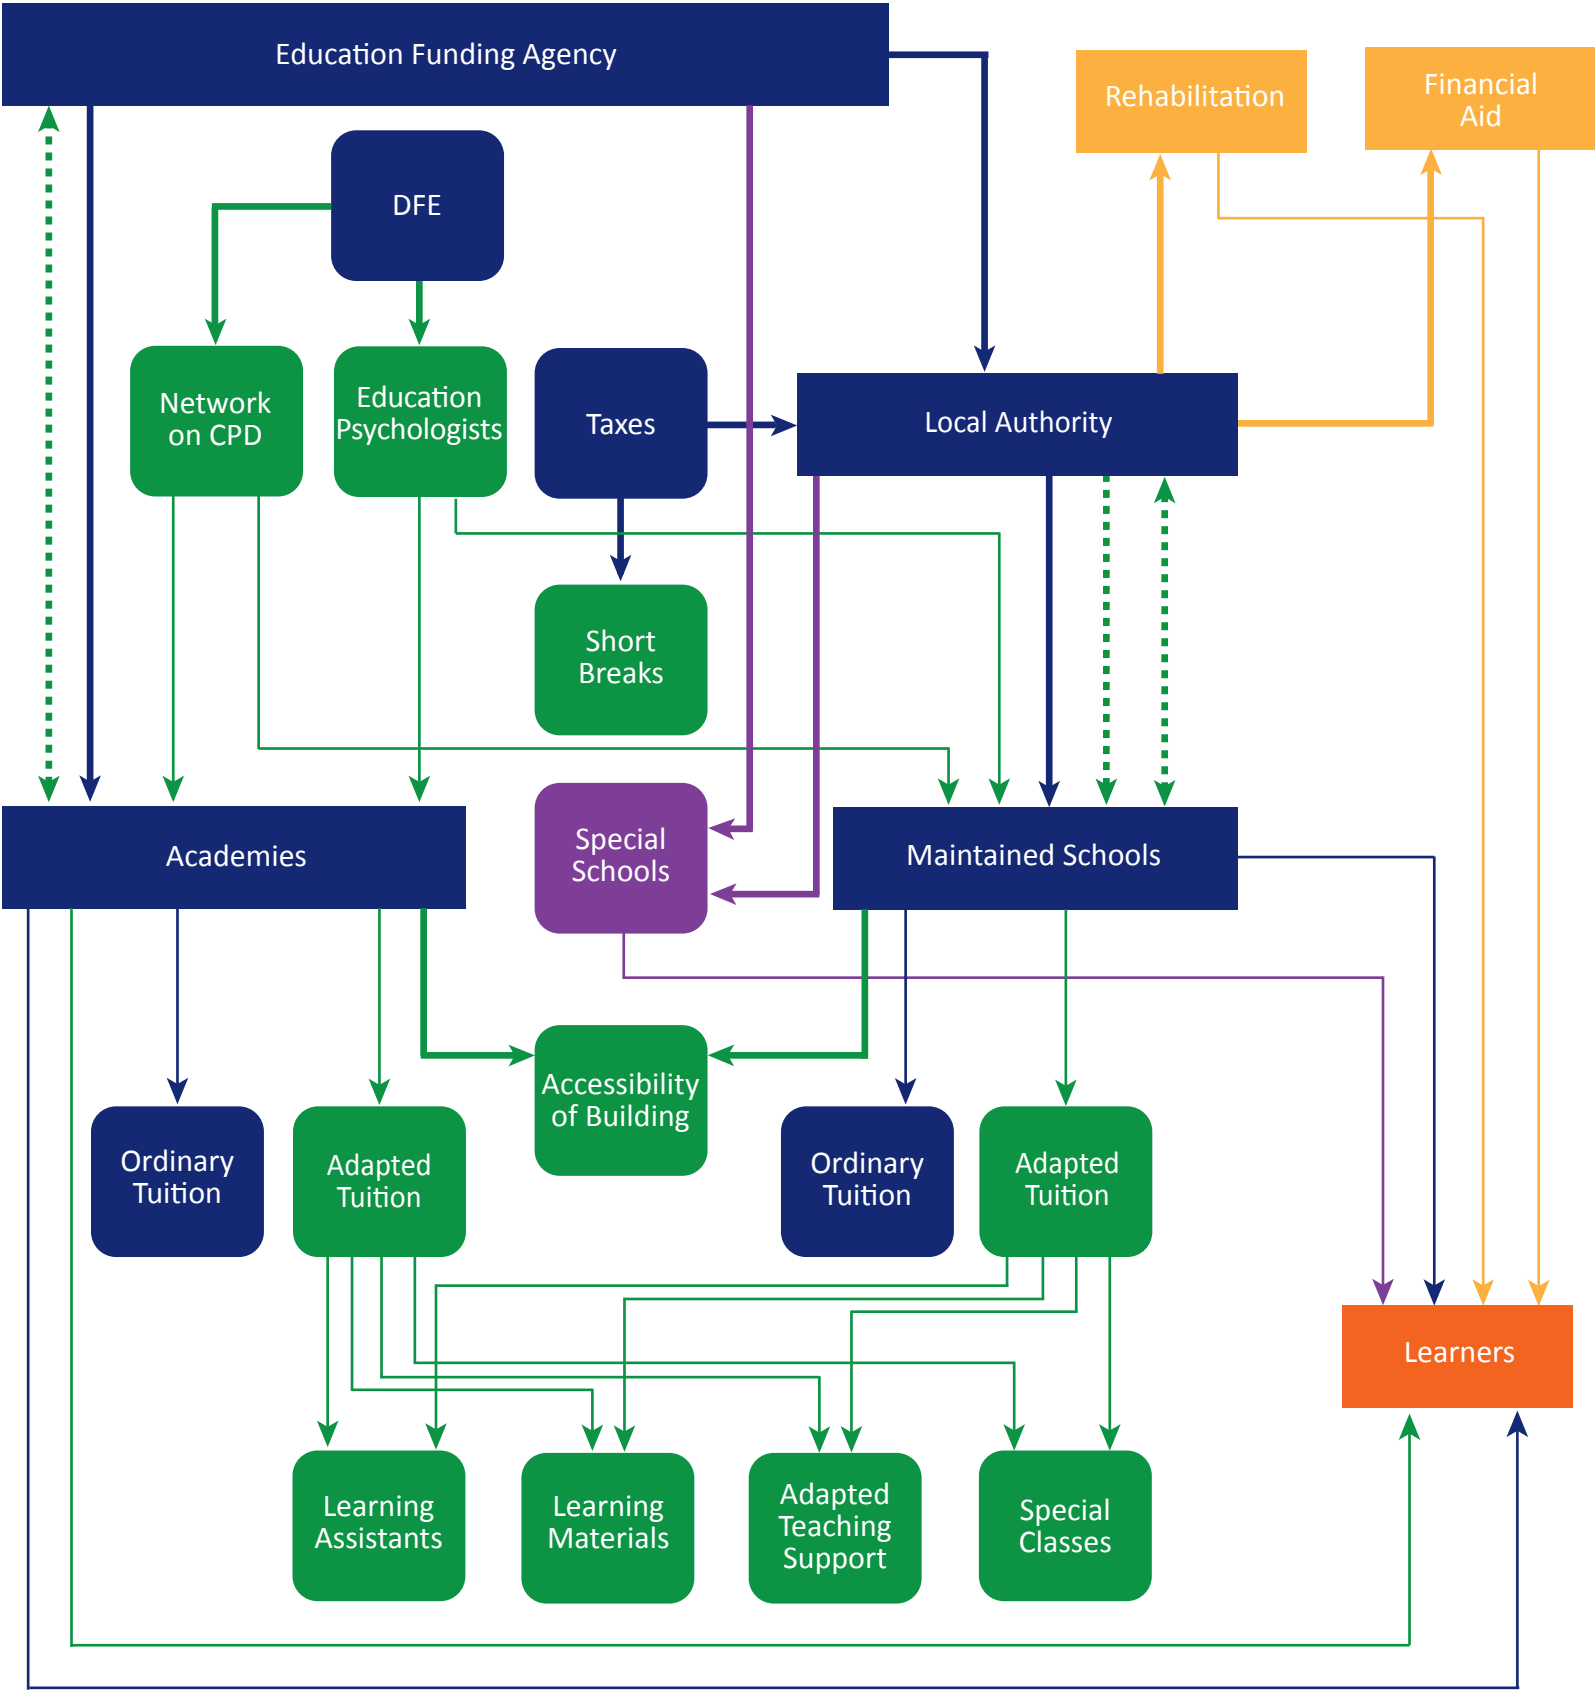 Education Funding Agency
Rehabilitation
Financial
Aid
DFE
Network
on CPD
Education
Psychologists
Taxes
Local Authority
Short
Breaks
Academies
Special
Schools
Maintained Schools
Accessibility
of Building
Ordinary
Tuition
Adapted
Tuition
Ordinary
Tuition
Adapted
Tuition
Learners
Learning
Assistants
Learning
Materials
Adapted
Teaching
Support
Special
Classes